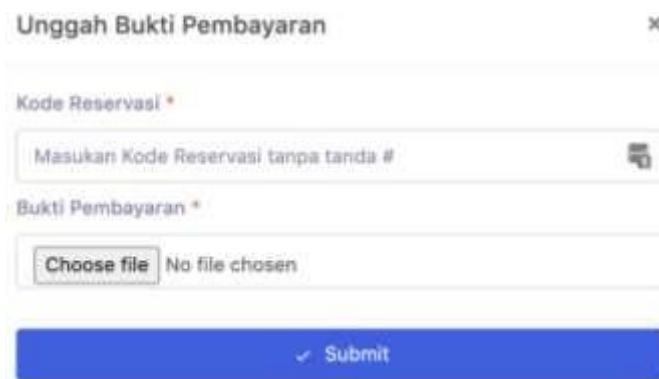 Unggah Bukti Pembayaran ×
Kode Reservasi *
Masukan Kode Reservasi tanpa tanda #
Bukti Pembayaran *
Choose file No file chosen
✓ Submit